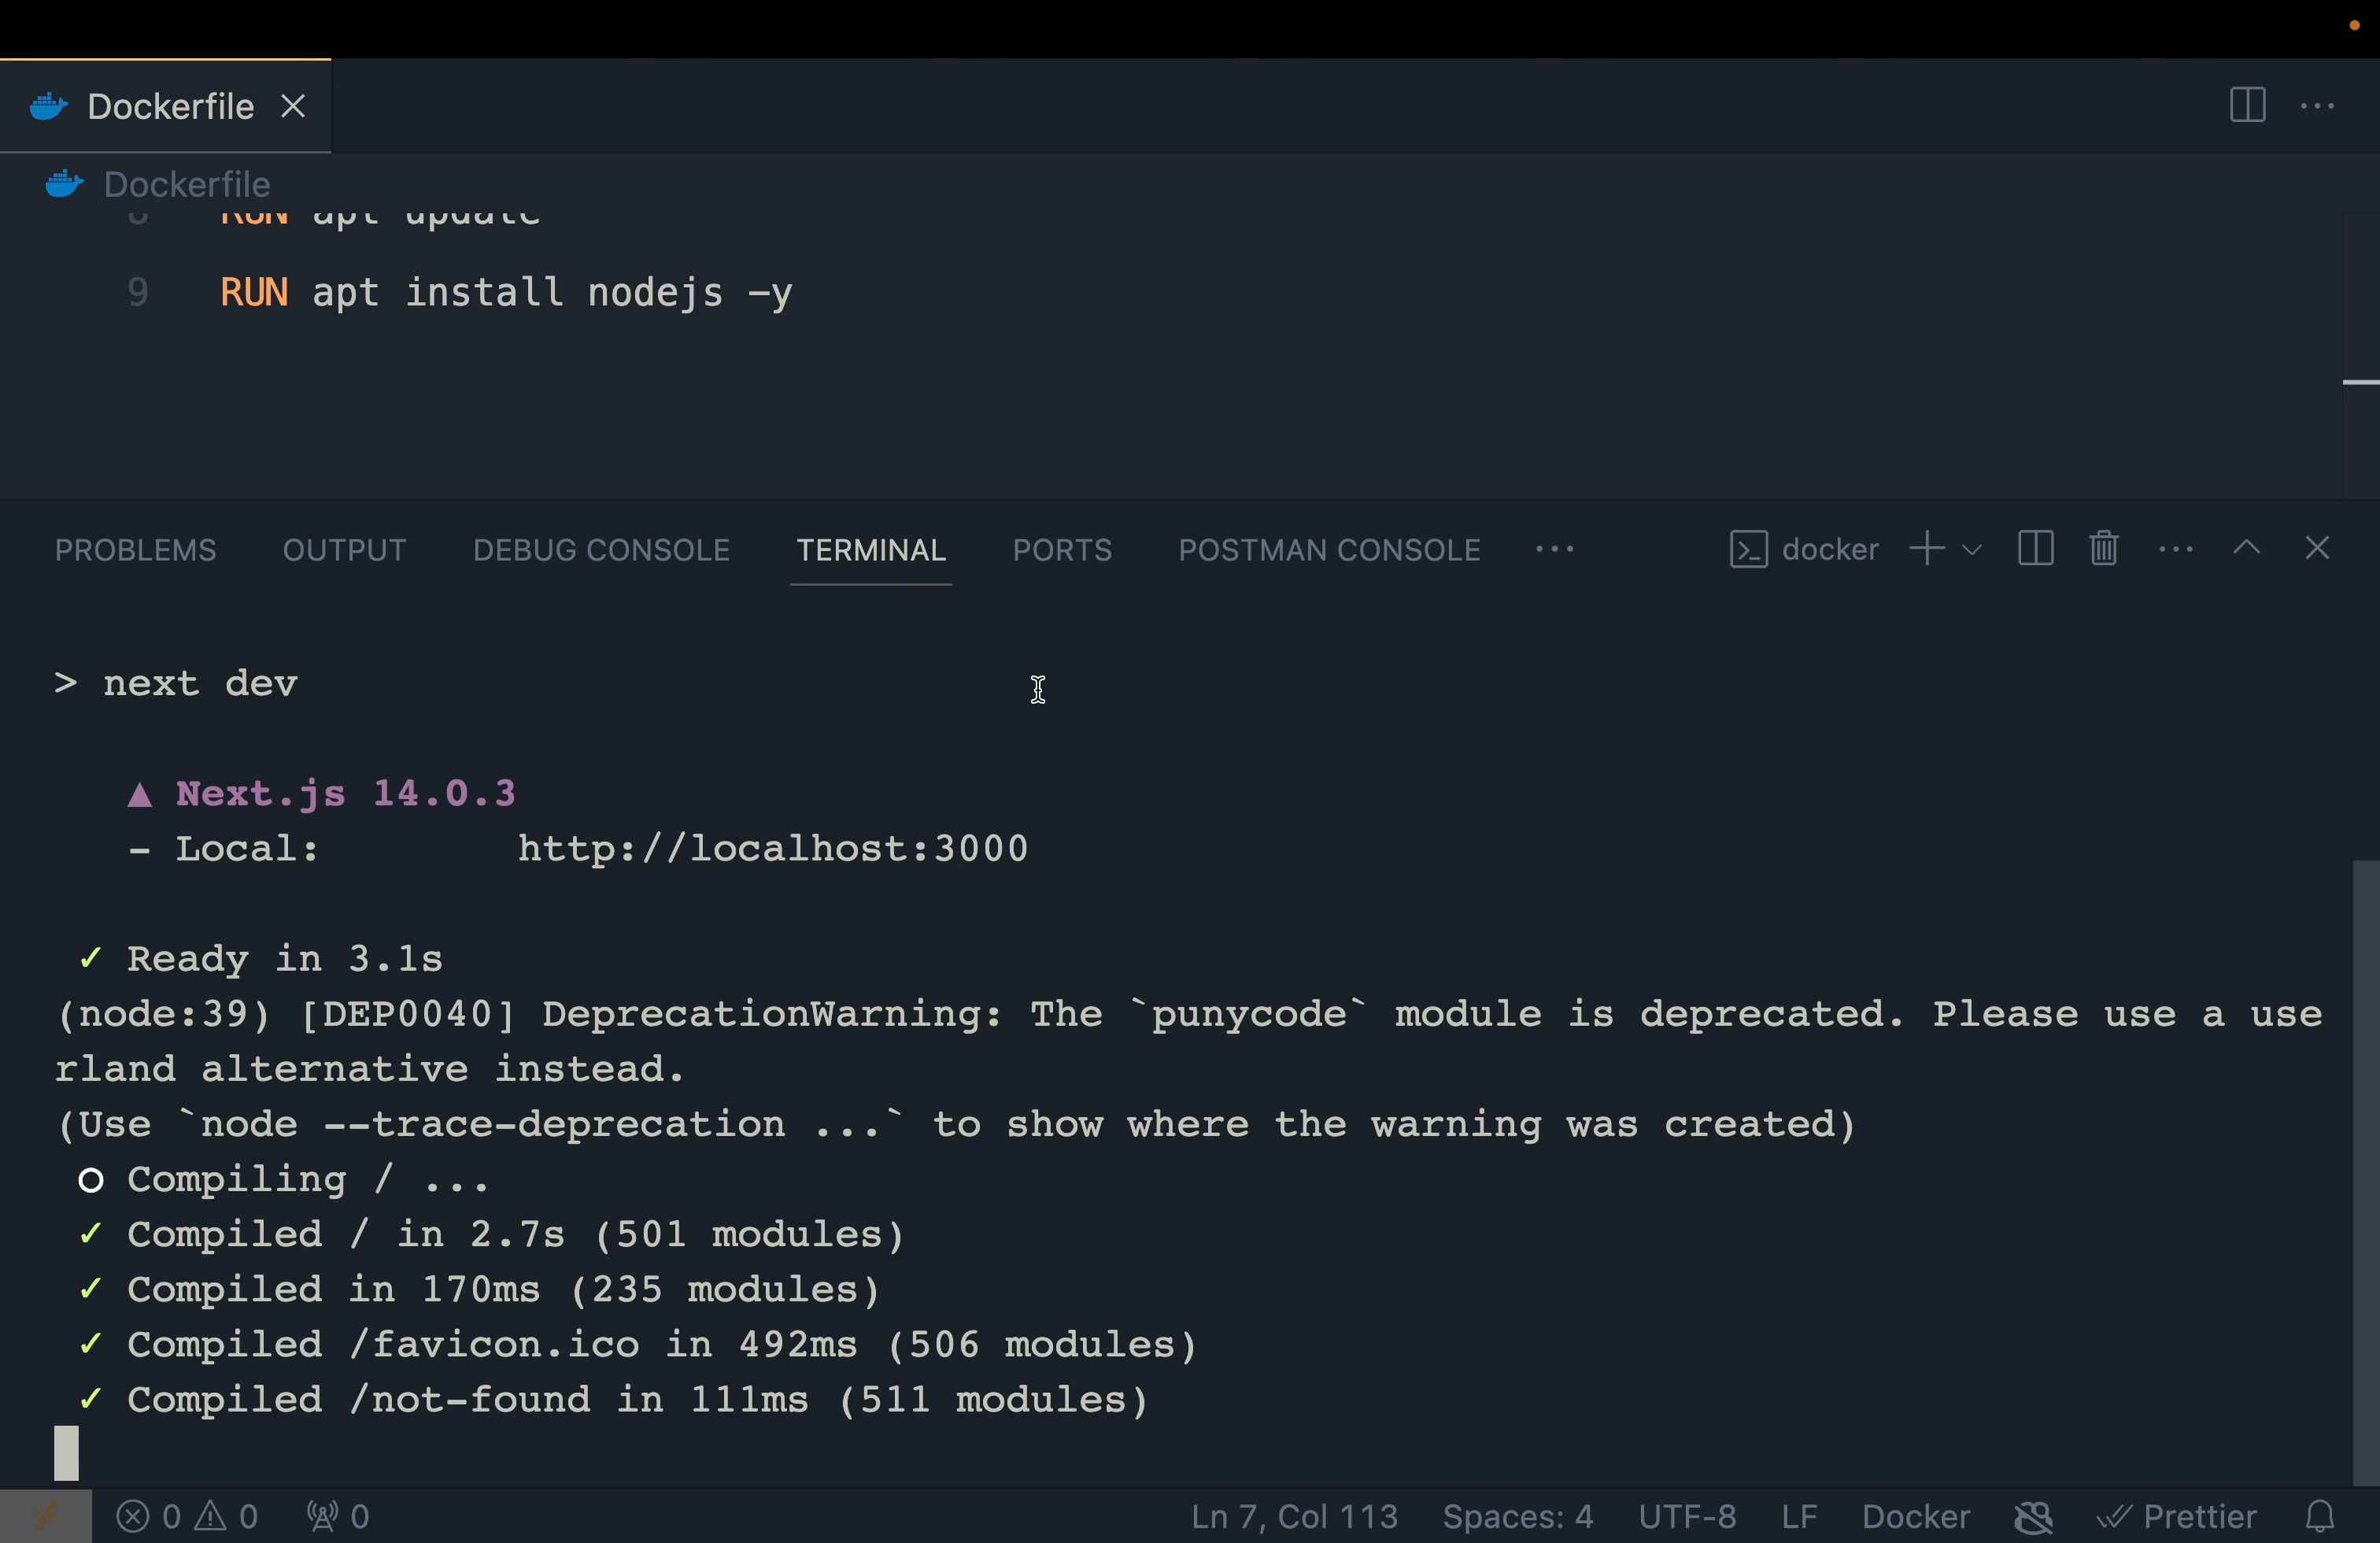 Dockerfile
Dockerfile
8 RUN apt update
9 RUN apt install nodejs -y
PROBLEMS OUTPUT DEBUG CONSOLE TERMINAL PORTS POSTMAN CONSOLE ... docker
> next dev
▲ Next.js 14.0.3
- Local: http://localhost:3000
✓ Ready in 3.1s
(node:39) [DEP0040] DeprecationWarning: The `punycode` module is deprecated. Please use a use
rland alternative instead.
(Use `node --trace-deprecation ...` to show where the warning was created)
○ Compiling / ...
✓ Compiled / in 2.7s (501 modules)
✓ Compiled in 170ms (235 modules)
✓ Compiled /favicon.ico in 492ms (506 modules)
✓ Compiled /not-found in 111ms (511 modules)
0 0 0 Ln 7, Col 113 Spaces: 4 UTF-8 LF Docker Prettier